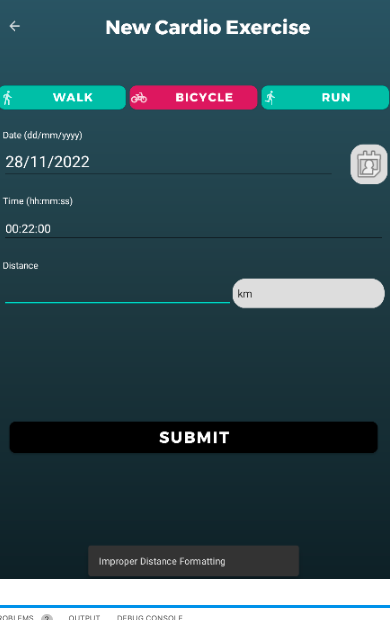 New Cardio Exercise
WALK
BICYCLE
RUN
Date (dd/mm/yyyy)
28/11/2022
Time (hh:mm:ss)
00:22:00
Distance
km
SUBMIT
Improper Distance Formatting
OUTPUT
DEBUG CONSOLE